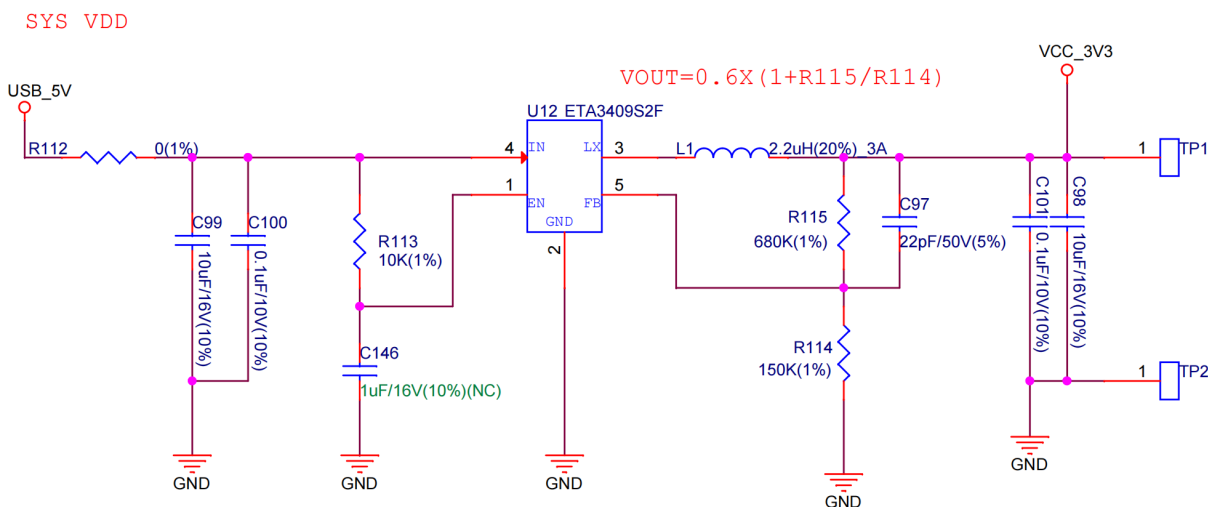 SYS VDD
VCC_3V3
VOUT=0.6X(1+R115/R114)
USB_5V
U12 ETA3409S2F
R112
0(1%)
4
IN
LX
3
L1
2.2uH(20%)_3A
1
TP1
1
EN
FB
5
GND
2
C99
10uF/16V(10%)
C100
0.1uF/10V(10%)
R113
10K(1%)
C146
1uF/16V(10%)(NC)
R115
680K(1%)
C97
22pF/50V(5%)
C101
0.1uF/10V(10%)
C98
10uF/16V(10%)
R114
150K(1%)
1
TP2
GND
GND
GND
GND
GND